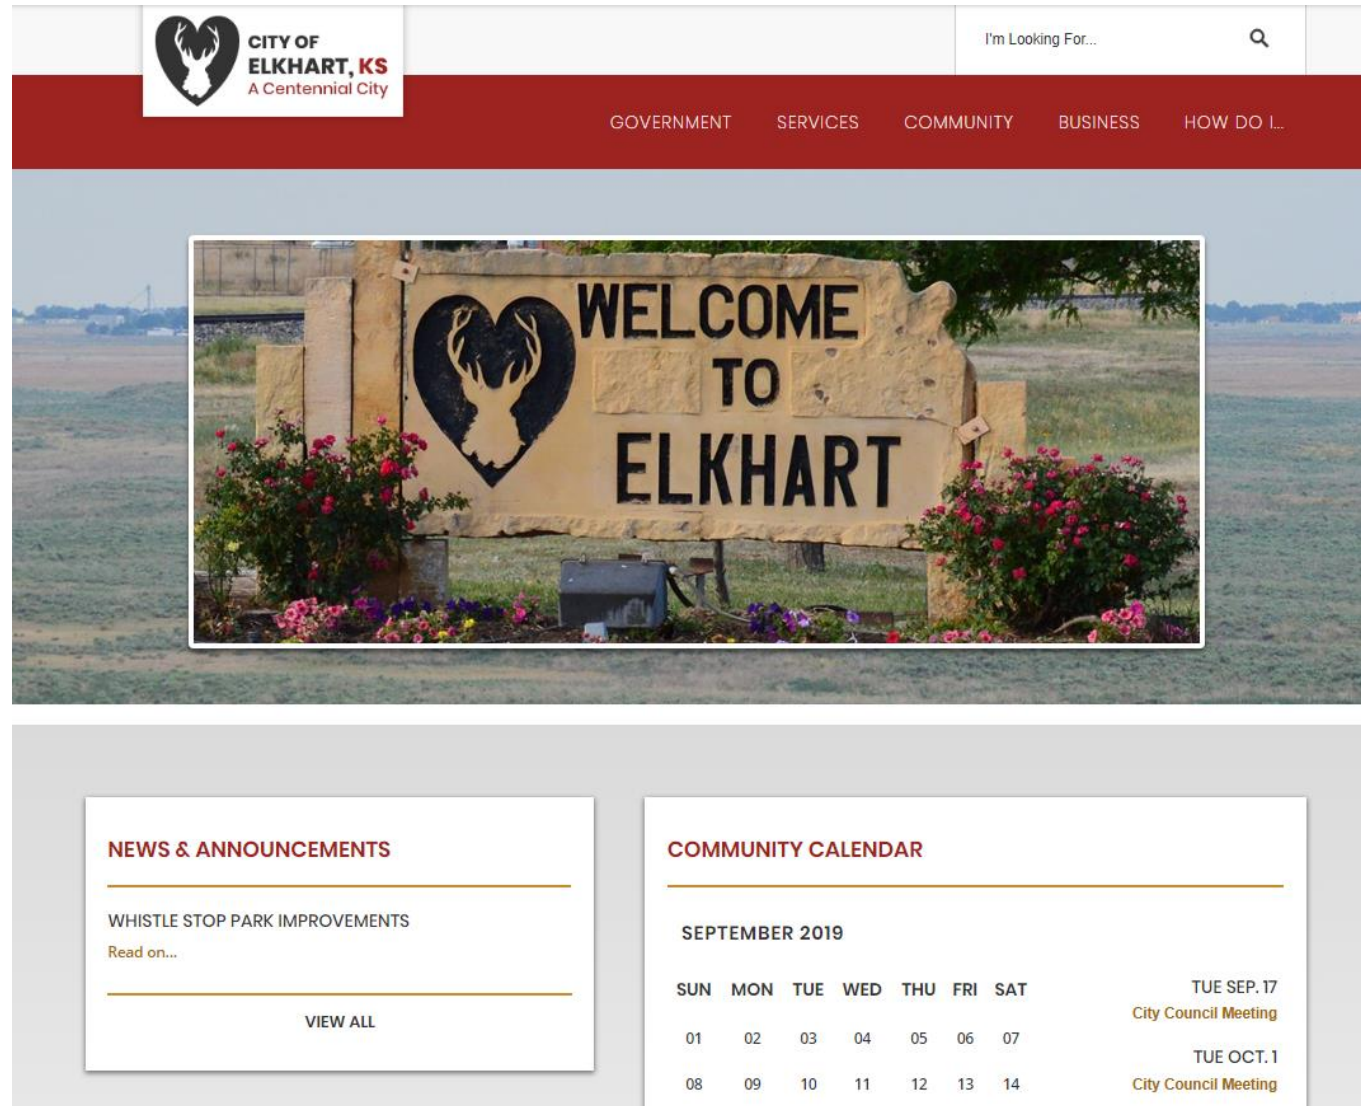 CITY OF
ELKHART, KS
A Centennial City
I'm Looking For...
GOVERNMENT SERVICES COMMUNITY BUSINESS HOW DO I...
WELCOME
TO
ELKHART
NEWS & ANNOUNCEMENTS
WHISTLE STOP PARK IMPROVEMENTS
Read on...
VIEW ALL
COMMUNITY CALENDAR
SEPTEMBER 2019
SUN MON TUE WED THU FRI SAT
01 02 03 04 05 06 07
08 09 10 11 12 13 14
TUE SEP. 17
City Council Meeting
TUE OCT. 1
City Council Meeting